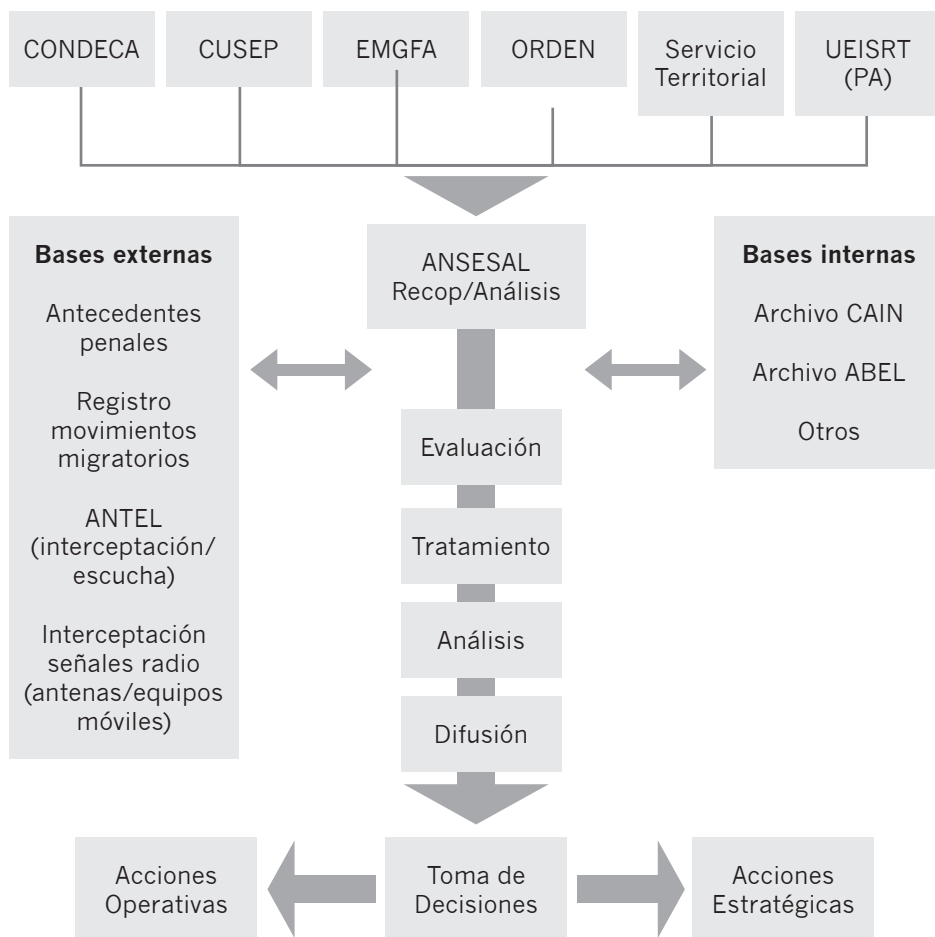 CONDECA
CUSEP
EMGFA
ORDEN
Servicio
Territorial
UEISRT
(PA)
Bases externas
Antecedentes
penales
Registro
movimientos
migratorios
ANTEL
(interceptación/
escucha)
Interceptación
señales radio
(antenas/equipos
móviles)
ANSESAL
Recop/Análisis
Evaluación
Tratamiento
Análisis
Difusión
Bases internas
Archivo CAIN
Archivo ABEL
Otros
Acciones
Operativas
Toma de
Decisiones
Acciones
Estratégicas